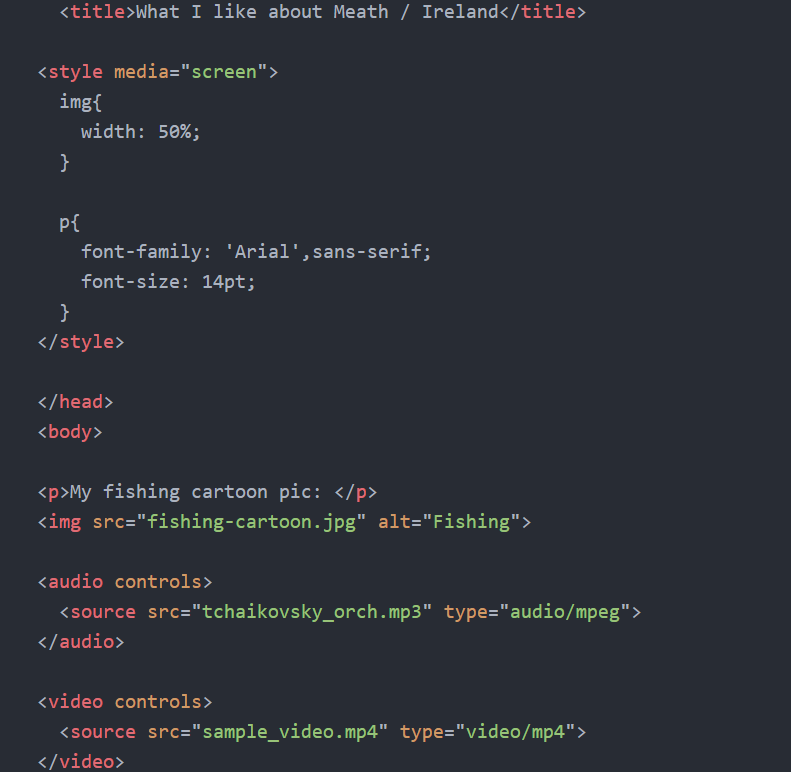 <title>What I like about Meath / Ireland</title>
<style media="screen">
img{
width: 50%;
}
p{
font-family: 'Arial',sans-serif;
font-size: 14pt;
}
</style>
</head>
<body>
<p>My fishing cartoon pic: </p>
<img src="fishing-cartoon.jpg" alt="Fishing">
<audio controls>
<source src="tchaikovsky_orch.mp3" type="audio/mpeg">
</audio>
<video controls>
<source src="sample_video.mp4" type="video/mp4">
</video>